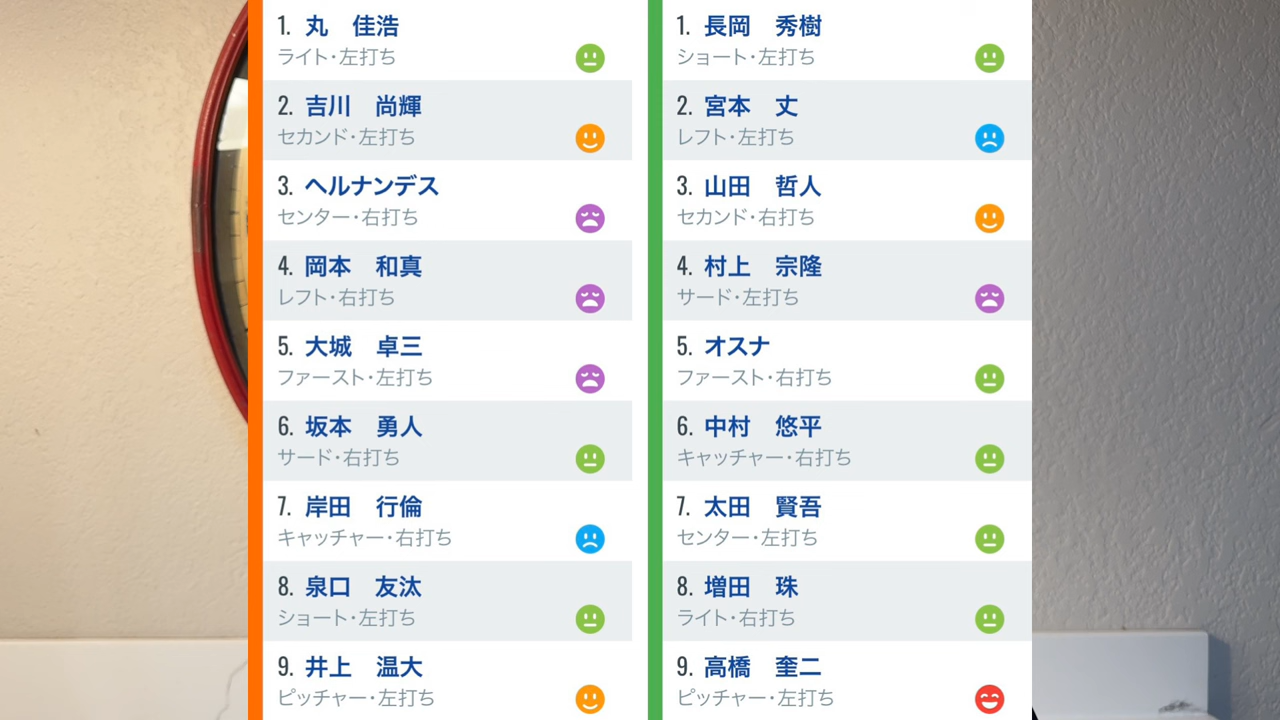 1. 丸 佳浩
ライト・左打ち
2. 吉川 尚輝
セカンド・左打ち
3. ヘルナンデス
センター・右打ち
4. 岡本 和真
レフト・右打ち
5. 大城 卓三
ファースト・左打ち
6. 坂本 勇人
サード・右打ち
7. 岸田 行倫
キャッチャー・右打ち
8. 泉口 友汰
ショート・左打ち
9. 井上 温大
ピッチャー・左打ち
1. 長岡 秀樹
ショート・左打ち
2. 宮本 丈
レフト・左打ち
3. 山田 哲人
セカンド・右打ち
4. 村上 宗隆
サード・左打ち
5. オスナ
ファースト・右打ち
6. 中村 悠平
キャッチャー・右打ち
7. 太田 賢吾
センター・左打ち
8. 増田 珠
ライト・右打ち
9. 高橋 奎二
ピッチャー・左打ち